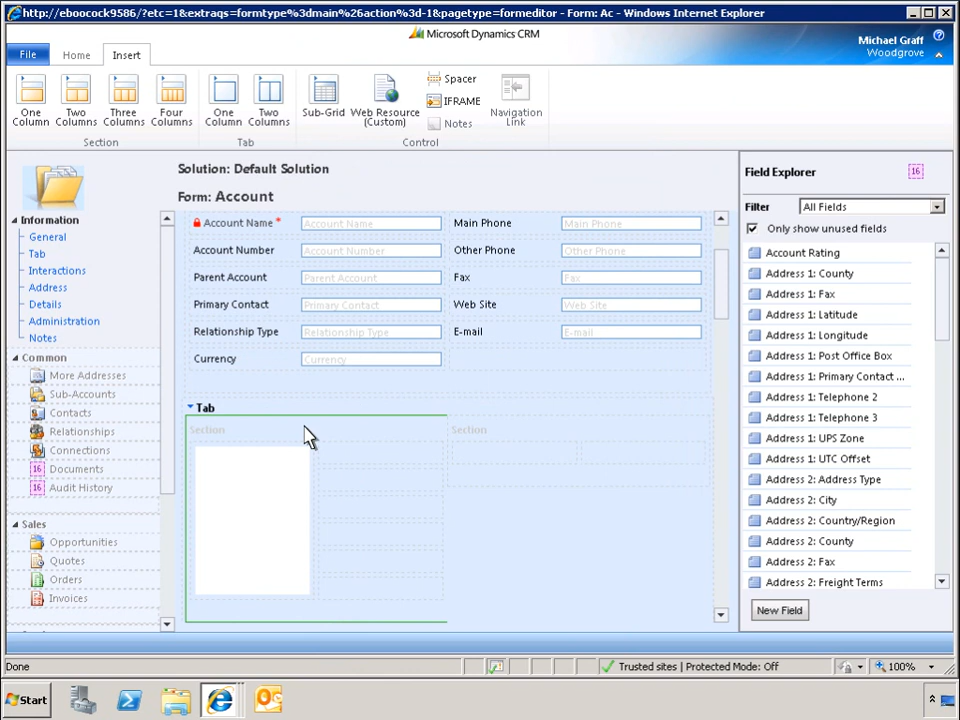 http://eboocock9586/?etc=1&extraqs=formtype%3dmain%26action%3d-1&pagetype=formeditor - Form: Ac - Windows Internet Explorer
Microsoft Dynamics CRM
Michael Graff
Woodgrove
File Home Insert
One Column
Two Columns
Three Columns
Four Columns
Section
One Column
Two Columns
Tab
Sub-Grid
Web Resource (Custom)
Spacer
IFRAME
Notes
Navigation Link
Control
Information
General
Tab
Interactions
Address
Details
Administration
Notes
Common
More Addresses
Sub-Accounts
Contacts
Relationships
Connections
16 Documents
16 Audit History
Sales
Opportunities
Quotes
Orders
Invoices
Solution: Default Solution
Form: Account
Account Name * Account Name Main Phone Main Phone
Account Number Account Number Other Phone Other Phone
Parent Account Parent Account Fax Fax
Primary Contact Primary Contact Web Site Web Site
Relationship Type Relationship Type E-mail E-mail
Currency Currency
Tab
Section Section
Field Explorer 16
Filter All Fields
Only show unused fields
Account Rating
Address 1: County
Address 1: Fax
Address 1: Latitude
Address 1: Longitude
Address 1: Post Office Box
Address 1: Primary Contact ...
Address 1: Telephone 2
Address 1: Telephone 3
Address 1: UPS Zone
Address 1: UTC Offset
Address 2: Address Type
Address 2: City
Address 2: Country/Region
Address 2: County
Address 2: Fax
Address 2: Freight Terms
New Field
Done Trusted sites | Protected Mode: Off 100%
Start